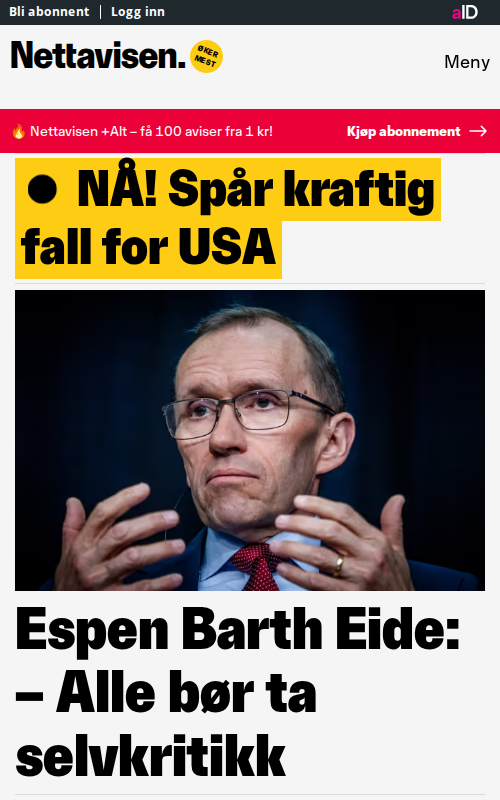 Bli abonnent | Logg inn
aID
Nettavisen.
ØKER
MEST
Meny
Nettavisen +Alt – få 100 aviser fra 1 kr!
Kjøp abonnement
NÅ! Spår kraftig
fall for USA
Espen Barth Eide:
– Alle bør ta
selvkritikk